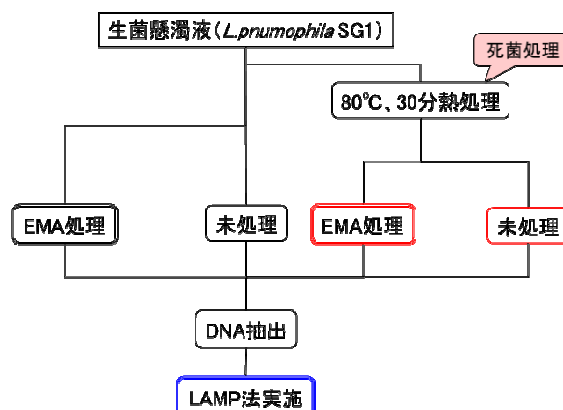 生菌懸濁液(L.pnumophila SG1)
死菌処理
80℃、30分熱処理
EMA処理
未処理
EMA処理
未処理
DNA抽出
LAMP法実施